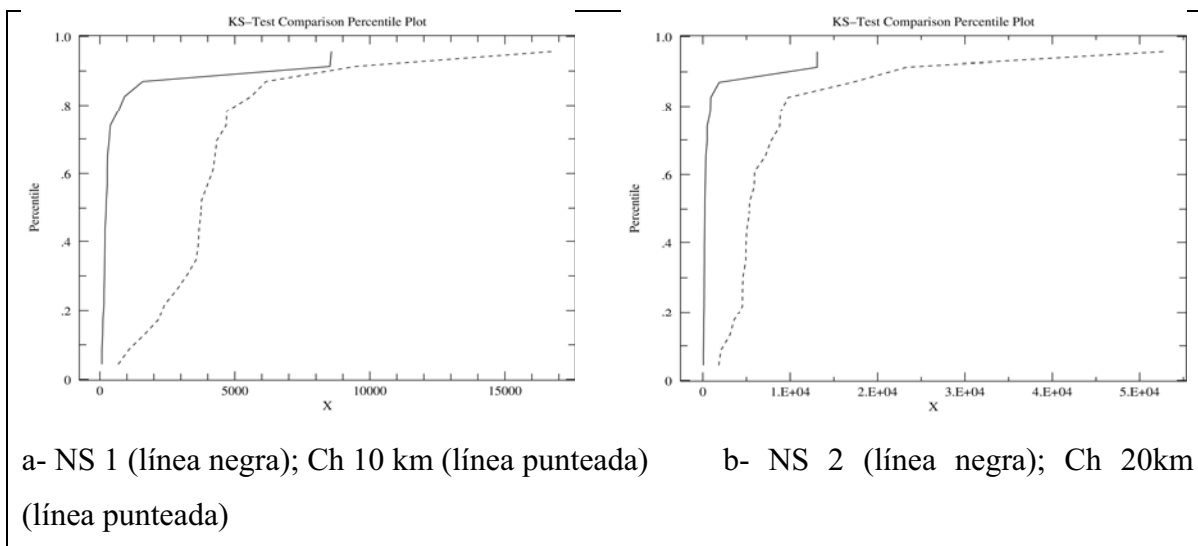 KS–Test Comparison Percentile Plot
1.0
.8
.6
.4
.2
0
Percentile
0 5000 10000 15000
X
KS–Test Comparison Percentile Plot
1.0
.8
.6
.4
.2
0
Percentile
0 1.E+04 2.E+04 3.E+04 4.E+04 5.E+04
X
a- NS 1 (línea negra); Ch 10 km (línea punteada) b- NS 2 (línea negra); Ch 20km
(línea punteada)